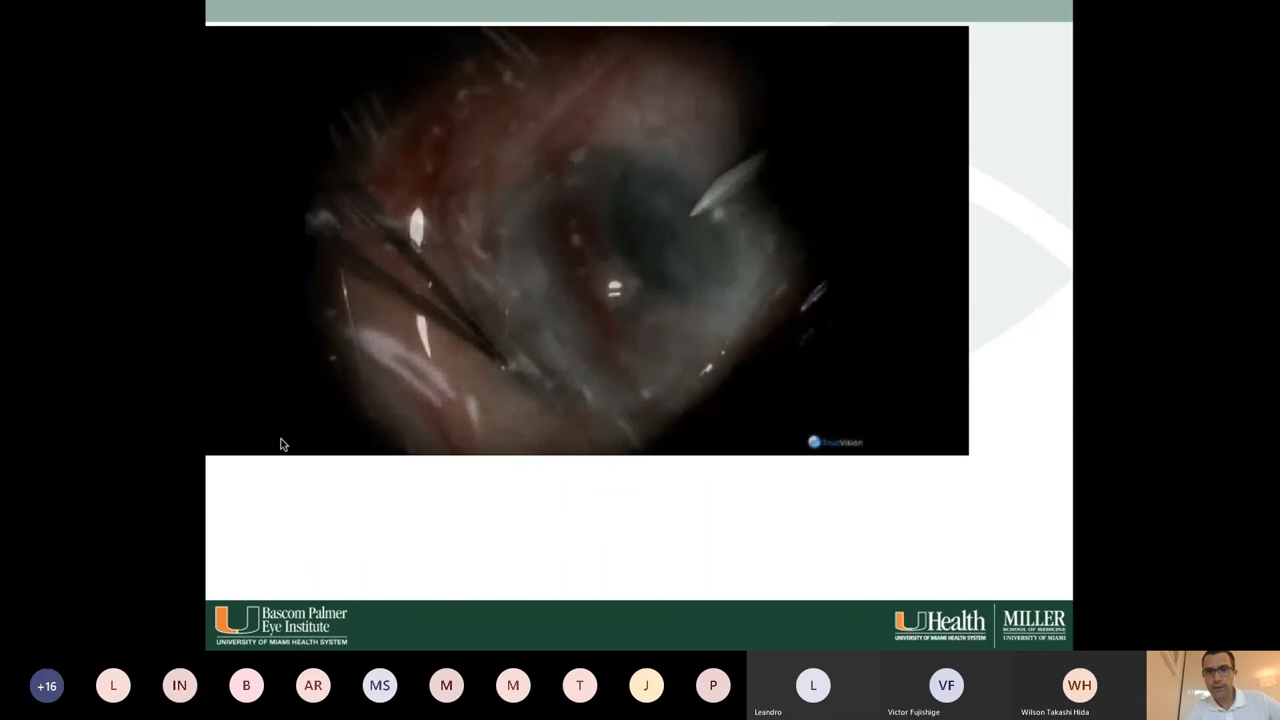 TrueVision
Bascom Palmer
Eye Institute
UNIVERSITY OF MIAMI HEALTH SYSTEM
UHealth
UNIVERSITY OF MIAMI HEALTH SYSTEM
MILLER
SCHOOL OF MEDICINE
UNIVERSITY OF MIAMI
+16
L
IN
B
AR
MS
M
M
T
J
P
L
VF
WH
Leandro
Victor Fujishige
Wilson Takashi Hida